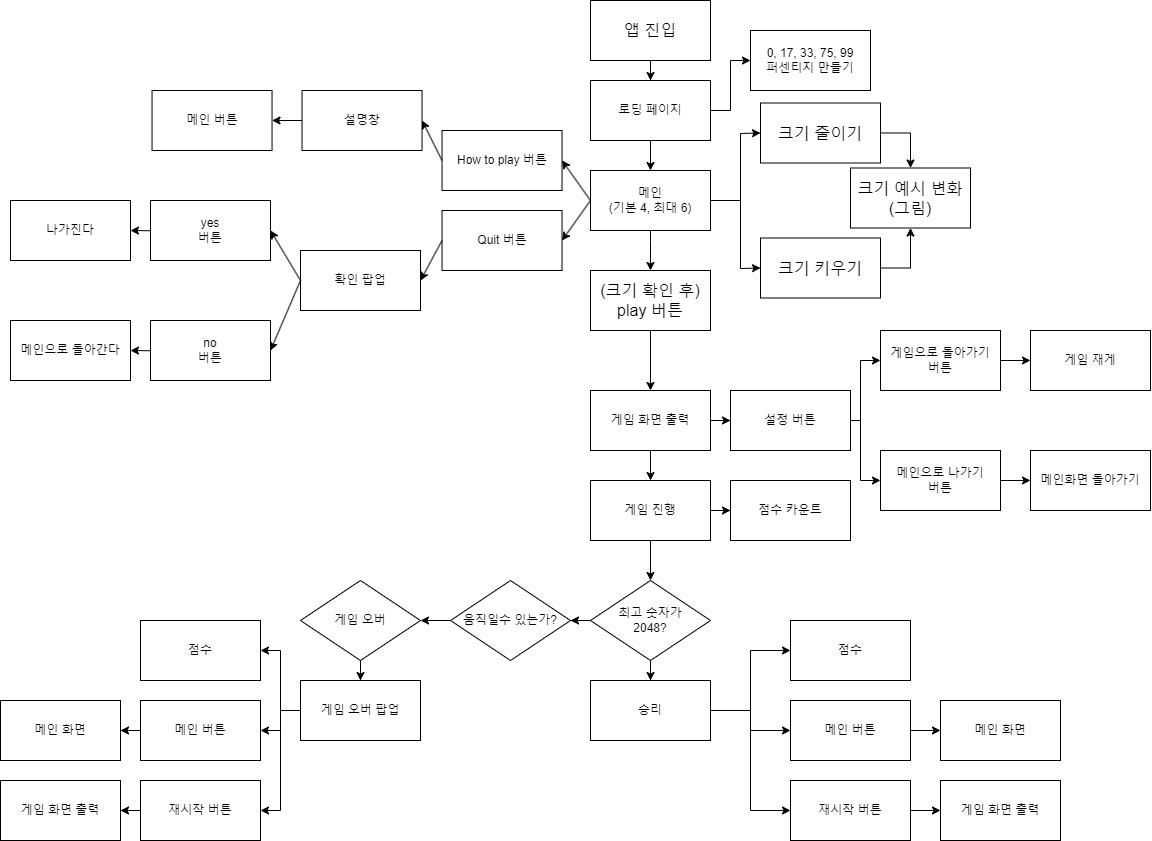 앱 진입
0, 17, 33, 75, 99
퍼센티지 만들기
로딩 페이지
메인 버튼
설명창
How to play 버튼
크기 줄이기
메인
(기본 4, 최대 6)
크기 예시 변화
(그림)
나가진다
yes
버튼
Quit 버튼
확인 팝업
크기 키우기
(크기 확인 후)
play 버튼
메인으로 돌아간다
no
버튼
게임으로 돌아가기
버튼
게임 재게
게임 화면 출력
설정 버튼
메인으로 나가기
버튼
메인화면 돌아가기
게임 진행
점수 카운트
게임 오버
움직일수 있는가?
최고 숫자가
2048?
점수
게임 오버 팝업
승리
점수
메인 화면
메인 버튼
메인 버튼
메인 화면
게임 화면 출력
재시작 버튼
재시작 버튼
게임 화면 출력